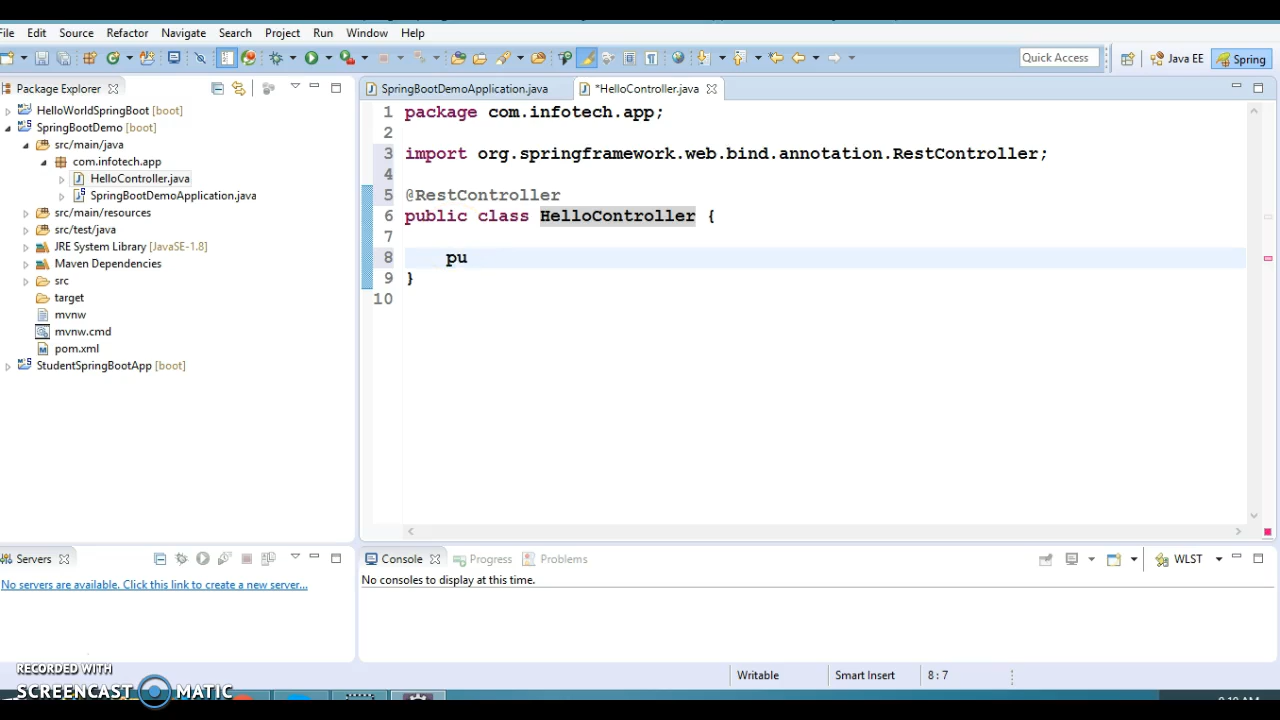 File Edit Source Refactor Navigate Search Project Run Window Help
Quick Access Java EE Spring
Package Explorer
HelloWorldSpringBoot [boot]
SpringBootDemo [boot]
src/main/java
com.infotech.app
HelloController.java
SpringBootDemoApplication.java
src/main/resources
src/test/java
JRE System Library [JavaSE-1.8]
Maven Dependencies
src
target
mvnw
mvnw.cmd
pom.xml
StudentSpringBootApp [boot]
SpringBootDemoApplication.java *HelloController.java
1 package com.infotech.app;
2
3 import org.springframework.web.bind.annotation.RestController;
4
5 @RestController
6 public class HelloController {
7
8 pu
9 }
10
Servers
No servers are available. Click this link to create a new server...
Console Progress Problems WLST
No consoles to display at this time.
Writable Smart Insert 8 : 7
RECORDED WITH
SCREENCAST MATIC